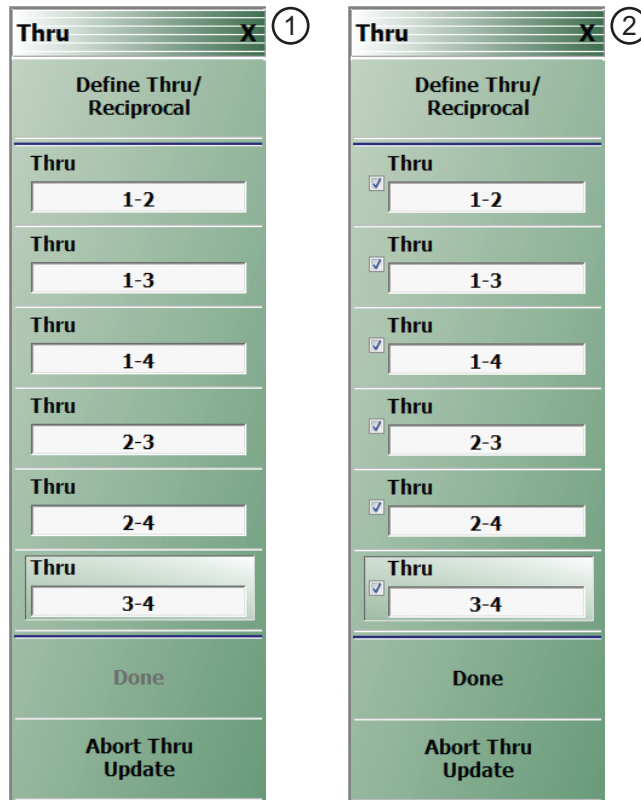 Thru X
1
Define Thru/
Reciprocal
Thru
1-2
Thru
1-3
Thru
1-4
Thru
2-3
Thru
2-4
Thru
3-4
Done
Abort Thru
Update
Thru X
2
Define Thru/
Reciprocal
Thru
1-2
Thru
1-3
Thru
1-4
Thru
2-3
Thru
2-4
Thru
3-4
Done
Abort Thru
Update